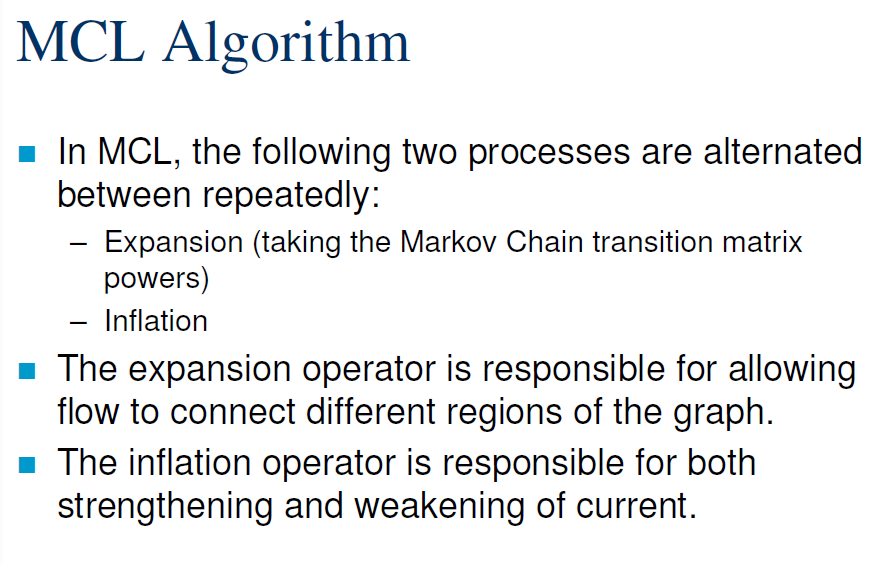 MCL Algorithm
■ In MCL, the following two processes are alternated
between repeatedly:
– Expansion (taking the Markov Chain transition matrix
powers)
– Inflation
■ The expansion operator is responsible for allowing
flow to connect different regions of the graph.
■ The inflation operator is responsible for both
strengthening and weakening of current.